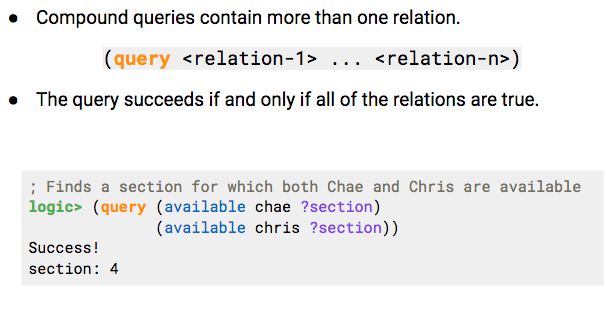 ● Compound queries contain more than one relation.
(query <relation-1> ... <relation-n>)
● The query succeeds if and only if all of the relations are true.
; Finds a section for which both Chae and Chris are available
logic> (query (available chae ?section)
(available chris ?section))
Success!
section: 4